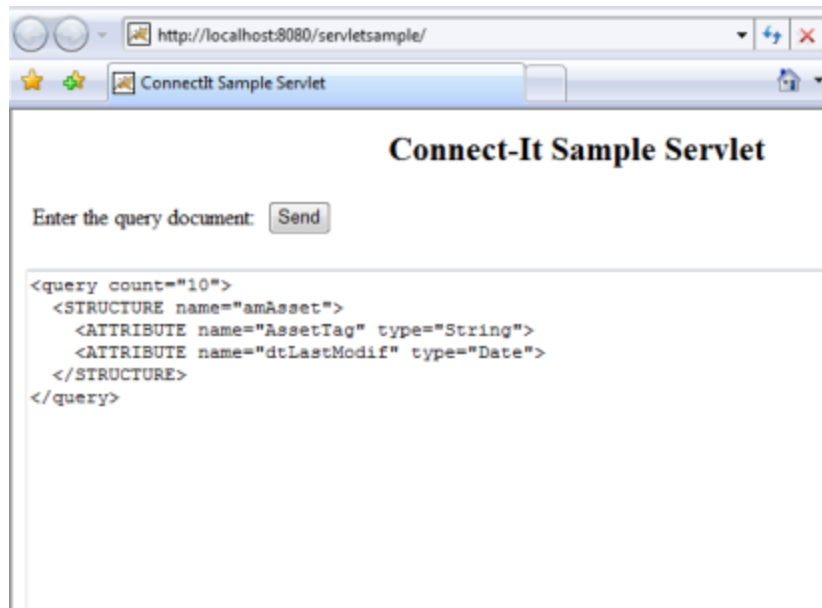 http://localhost:8080/servletsample/
ConnectIt Sample Servlet
Connect-It Sample Servlet
Enter the query document: Send
<query count="10">
<STRUCTURE name="amAsset">
<ATTRIBUTE name="AssetTag" type="String">
<ATTRIBUTE name="dtLastModif" type="Date">
</STRUCTURE>
</query>